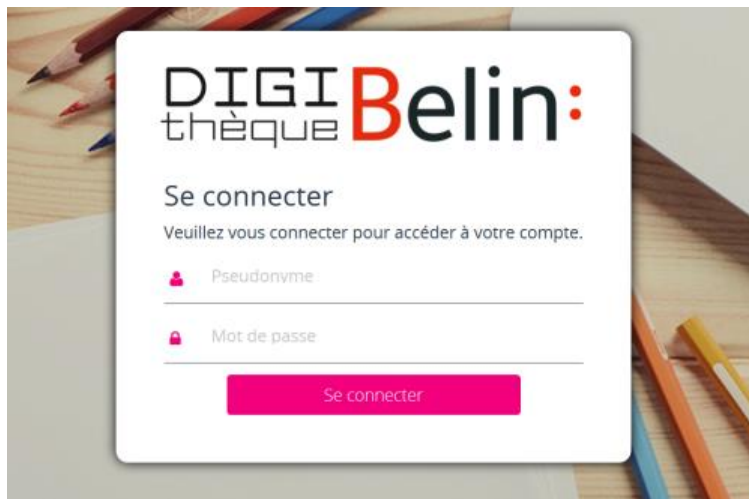 DIGI
thèque Belin:
Se connecter
Veuillez vous connecter pour accéder à votre compte.
Pseudonyme
Mot de passe
Se connecter